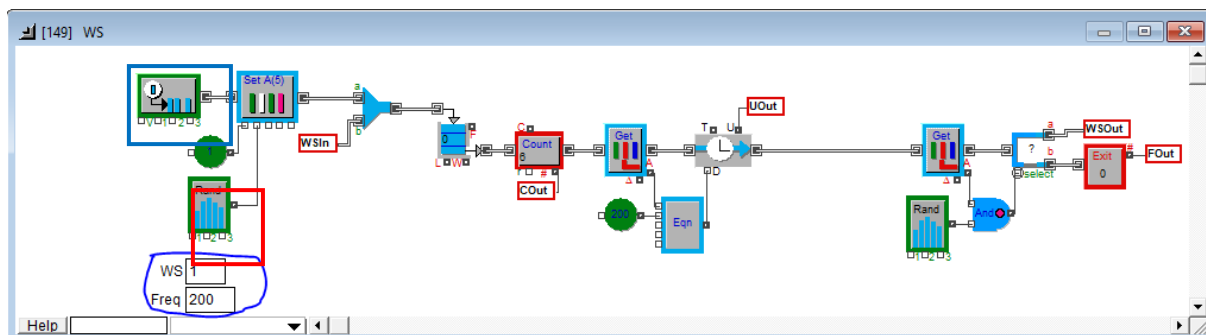 [149] WS
Set A(5)
V 1 2 3
a
b
WSIn
1
Rand
1 2 3
WS 1
Freq 200
0
F
L W
C
Count
6
r #
COut
Get
A
Δ
200
Eqn
T U
D
UOut
Get
A
Δ
Rand
1 2 3
And
?
a
b
select
WSOut
Exit
0
#
FOut
Help